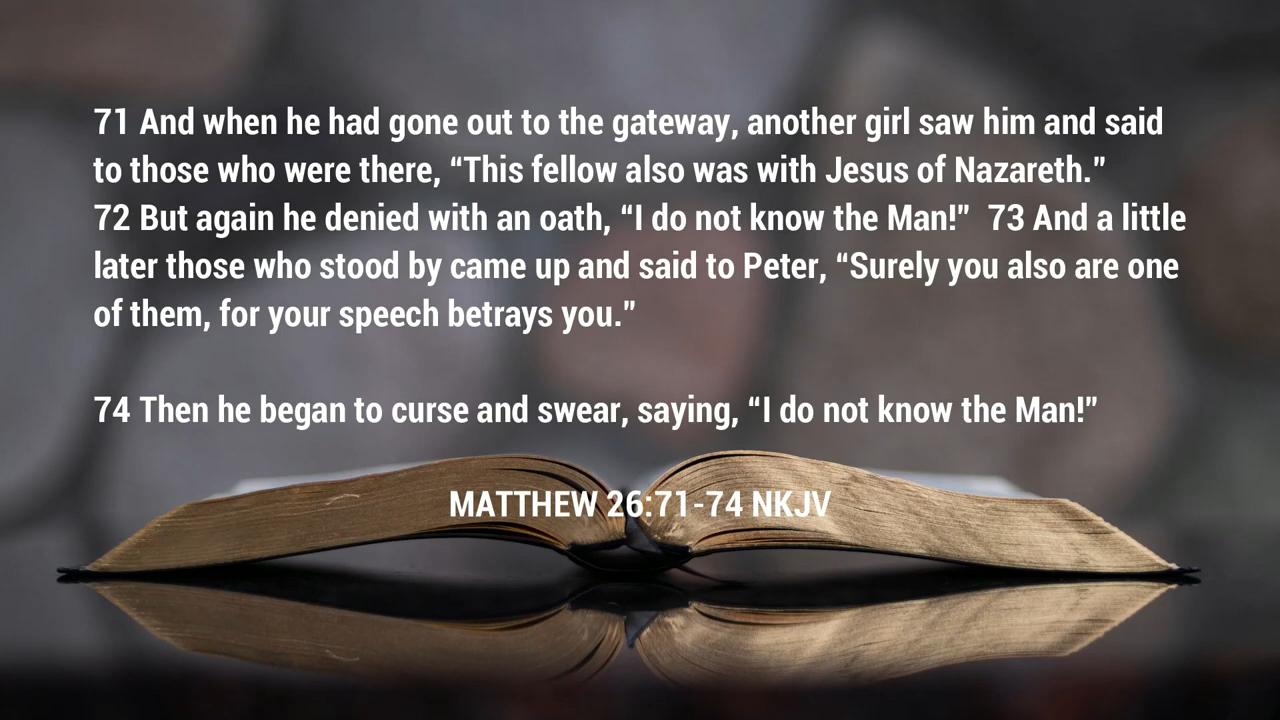 71 And when he had gone out to the gateway, another girl saw him and said
to those who were there, “This fellow also was with Jesus of Nazareth.”
72 But again he denied with an oath, “I do not know the Man!”  73 And a little
later those who stood by came up and said to Peter, “Surely you also are one
of them, for your speech betrays you.”
74 Then he began to curse and swear, saying, “I do not know the Man!”
MATTHEW 26:71-74 NKJV